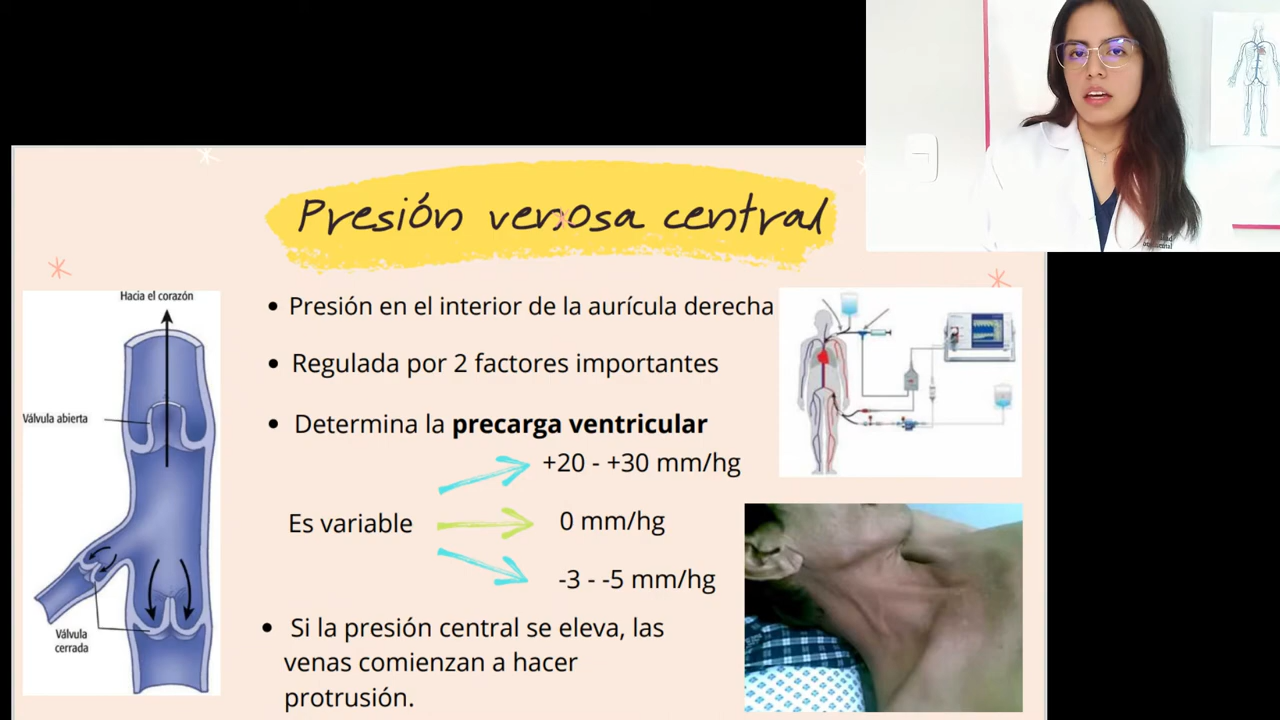 Presión venosa central
Hacia el corazón
Válvula abierta
Válvula
cerrada
• Presión en el interior de la aurícula derecha
• Regulada por 2 factores importantes
• Determina la precarga ventricular
+20 - +30 mm/hg
Es variable
0 mm/hg
-3 - -5 mm/hg
• Si la presión central se eleva, las
venas comienzan a hacer
protrusión.